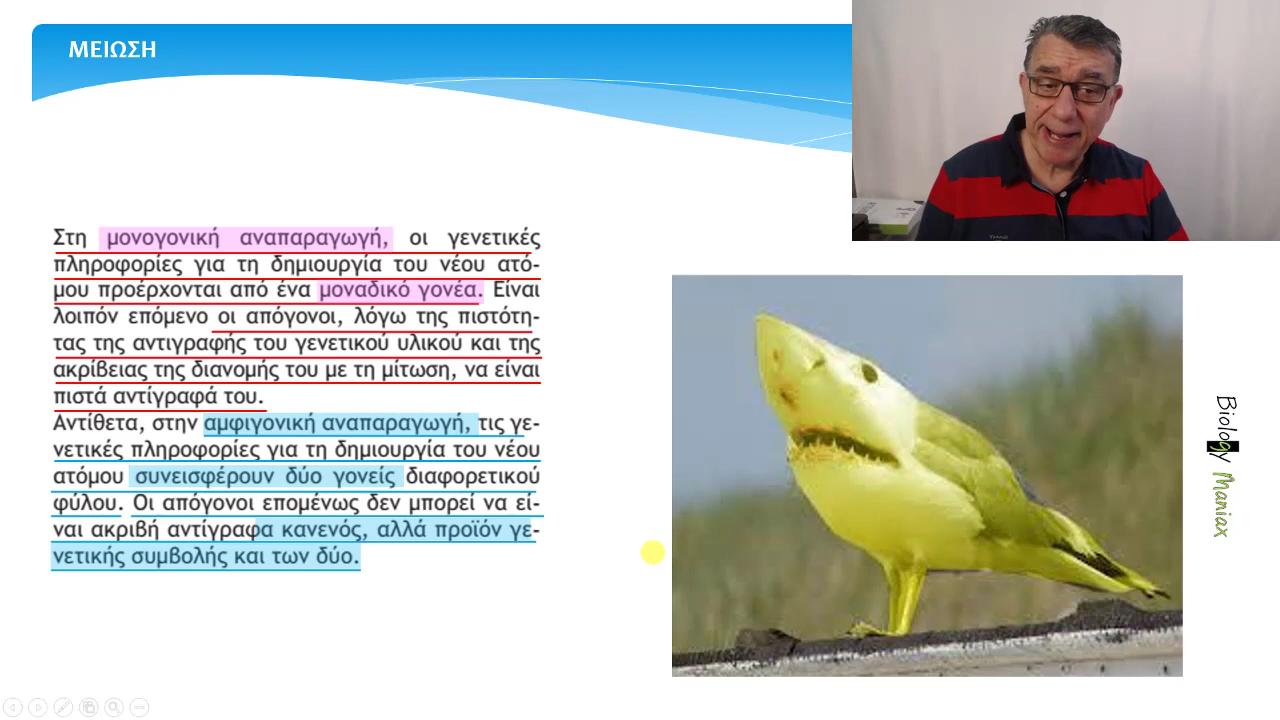 ΜΕΙΩΣΗ
Στη μονογονική αναπαραγωγή, οι γενετικές
πληροφορίες για τη δημιουργία του νέου ατό-
μου προέρχονται από ένα μοναδικό γονέα. Είναι
λοιπόν επόμενο οι απόγονοι, λόγω της πιστότη-
τας της αντιγραφής του γενετικού υλικού και της
ακρίβειας της διανομής του με τη μίτωση, να είναι
πιστά αντίγραφά του.
Αντίθετα, στην αμφιγονική αναπαραγωγή, τις γε-
νετικές πληροφορίες για τη δημιουργία του νέου
ατόμου συνεισφέρουν δύο γονείς διαφορετικού
φύλου. Οι απόγονοι επομένως δεν μπορεί να εί-
ναι ακριβή αντίγραφα κανενός, αλλά προϊόν γε-
νετικής συμβολής και των δύο.
Biology Maniax